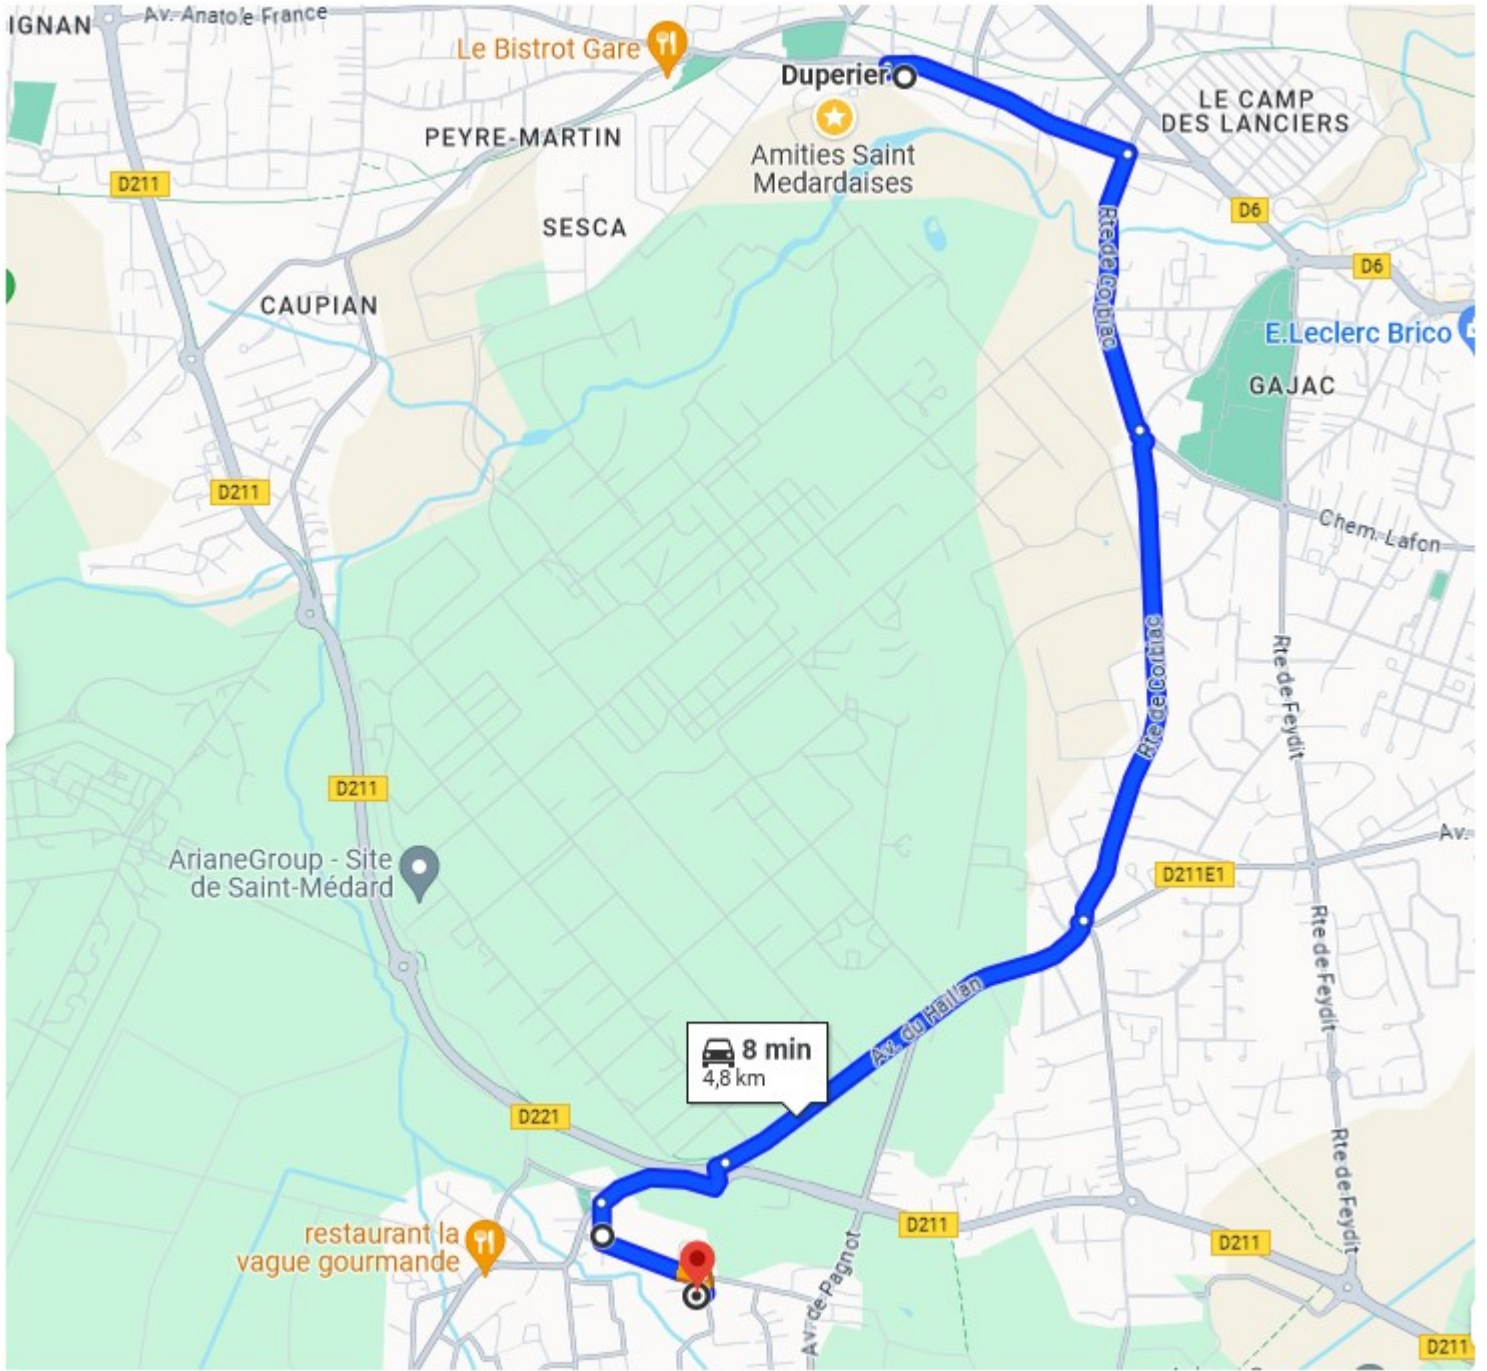 IGNAN
Av. Anatole France
Le Bistrot Gare
Duperier
LE CAMP
DES LANCIERS
PEYRE-MARTIN
Amities Saint
Medardaises
D211
D6
SESCA
Rte de Corbiac
D6
CAUPIAN
E.Leclerc Brico
GAJAC
D211
Chem. Lafon
Rte de Corbiac
Rte de Feydit
D211
Av.
ArianeGroup - Site
de Saint-Médard
D211E1
Rte de Feydit
Av. du Haillan
8 min
4,8 km
D221
Rte de Feydit
D211
restaurant la
vague gourmande
D211
Av. de Pagnot
D211